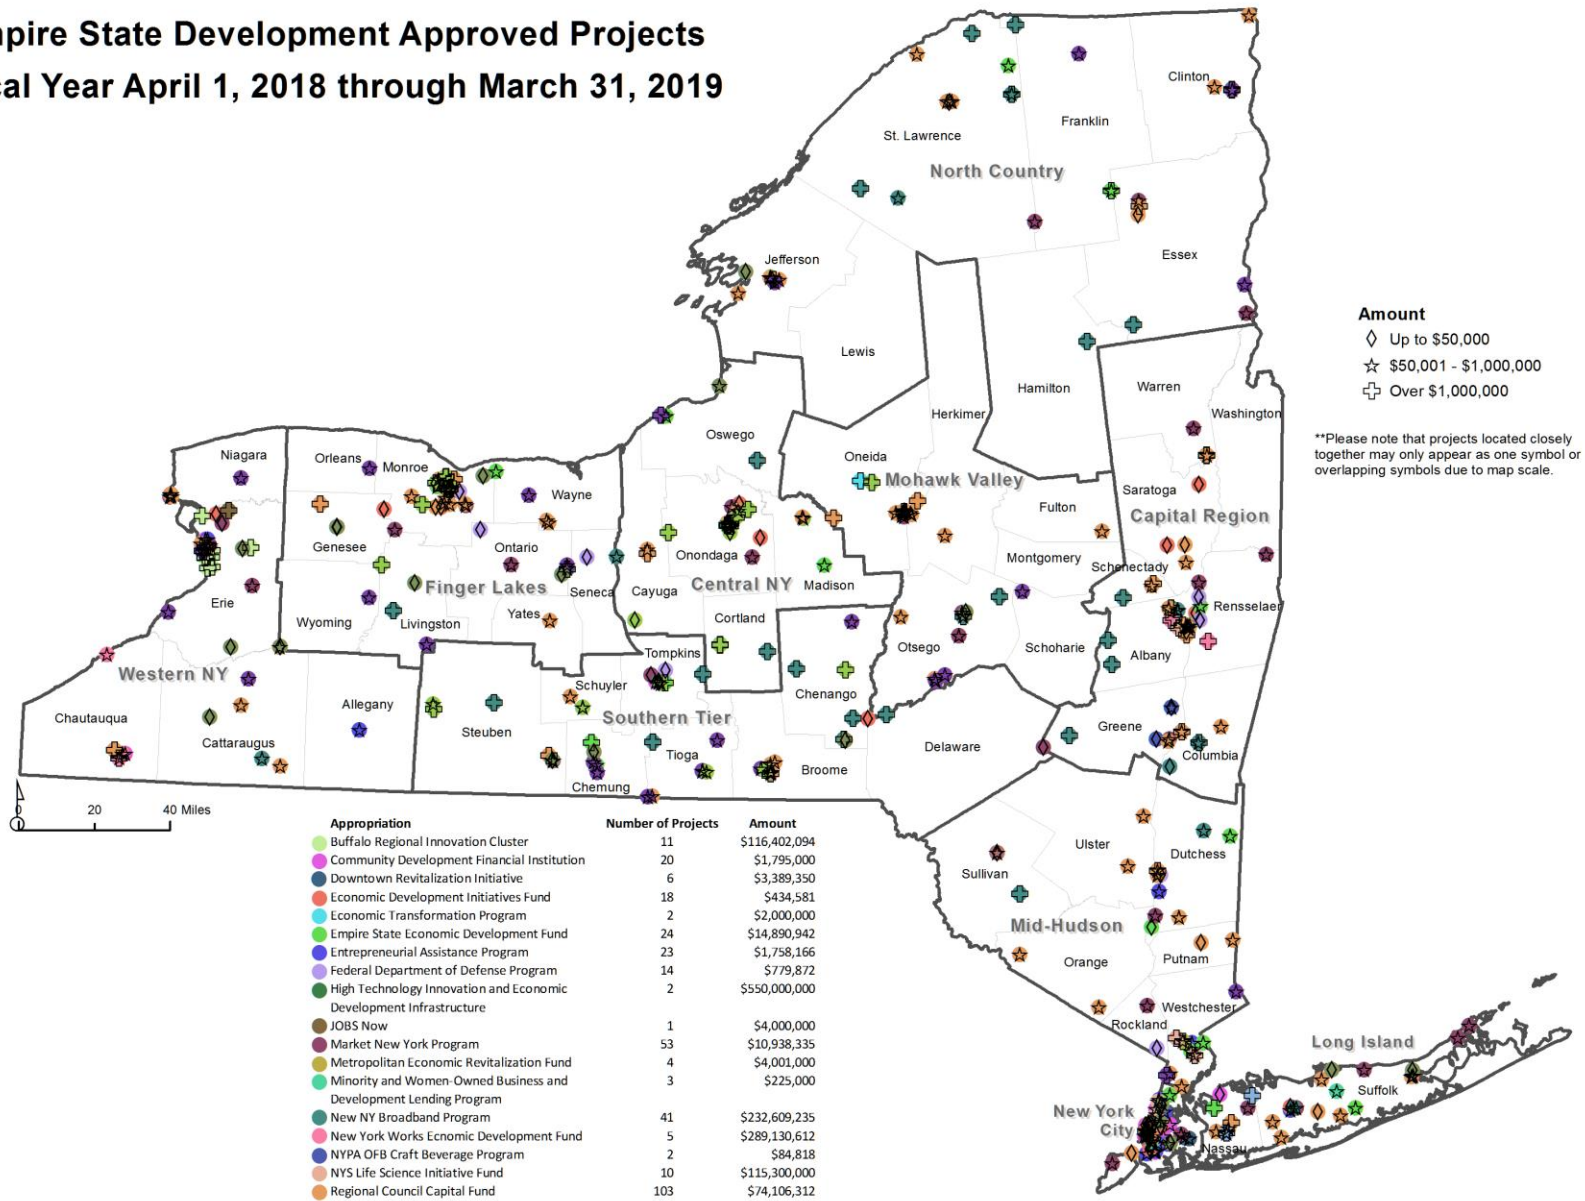 pire State Development Approved Projects
cal Year April 1, 2018 through March 31, 2019
Clinton
Franklin
St. Lawrence
North Country
Essex
Jefferson
Lewis
Hamilton
Herkimer
Warren
Washington
Amount
Up to $50,000
$50,001 - $1,000,000
Over $1,000,000
**Please note that projects located closely
together may only appear as one symbol or
overlapping symbols due to map scale.
Oswego
Oneida
Mohawk Valley
Niagara
Orleans
Monroe
Wayne
Fulton
Saratoga
Capital Region
Genesee
Ontario
Onondaga
Montgomery
Schenectady
Finger Lakes
Seneca
Cayuga
Central NY
Madison
Erie
Wyoming
Livingston
Yates
Cortland
Rensselaer
Otsego
Schoharie
Albany
Tompkins
Western NY
Schuyler
Chenango
Chautauqua
Allegany
Steuben
Southern Tier
Greene
Cattaraugus
Tioga
Delaware
Columbia
Broome
Chemung
0 20 40 Miles
Appropriation Number of Projects Amount
Buffalo Regional Innovation Cluster 11 $116,402,094
Community Development Financial Institution 20 $1,795,000
Downtown Revitalization Initiative 6 $3,389,350
Economic Development Initiatives Fund 18 $434,581
Economic Transformation Program 2 $2,000,000
Empire State Economic Development Fund 24 $14,890,942
Entrepreneurial Assistance Program 23 $1,758,166
Federal Department of Defense Program 14 $779,872
High Technology Innovation and Economic 2 $550,000,000
Development Infrastructure
JOBS Now 1 $4,000,000
Market New York Program 53 $10,938,335
Metropolitan Economic Revitalization Fund 4 $4,001,000
Minority and Women-Owned Business and 3 $225,000
Development Lending Program
New NY Broadband Program 41 $232,609,235
New York Works Ecnomic Development Fund 5 $289,130,612
NYPA OFB Craft Beverage Program 2 $84,818
NYS Life Science Initiative Fund 10 $115,300,000
Regional Council Capital Fund 103 $74,106,312
Ulster
Dutchess
Sullivan
Mid-Hudson
Orange
Putnam
Westchester
Rockland
Long Island
Suffolk
New York
City
Nassau